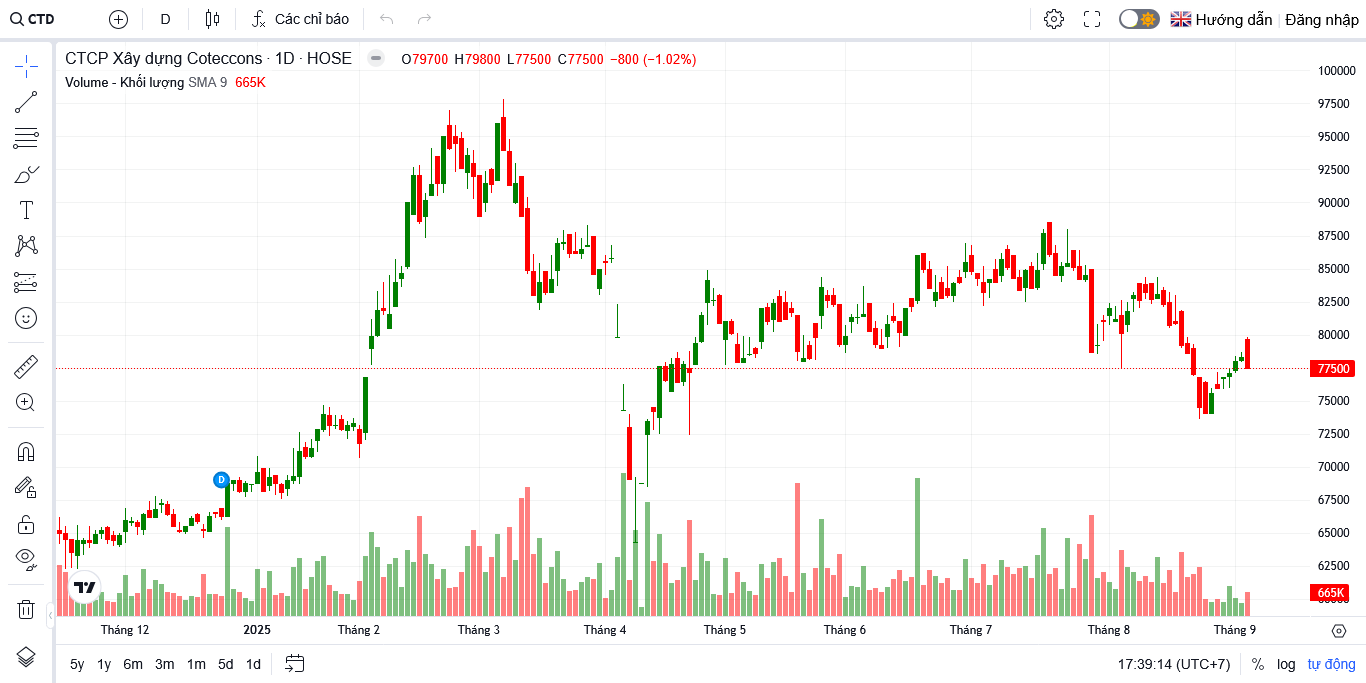 CTD D Các chỉ báo Hướng dẫn Đăng nhập
CTCP Xây dựng Coteccons · 1D · HOSE O79700 H79800 L77500 C77500 −800 (−1.02%)
Volume - Khối lượng SMA 9 665K
100000
97500
95000
92500
90000
87500
85000
82500
80000
77500
75000
72500
70000
67500
65000
62500
665K
D
Tháng 12 2025 Tháng 2 Tháng 3 Tháng 4 Tháng 5 Tháng 6 Tháng 7 Tháng 8 Tháng 9
5y 1y 6m 3m 1m 5d 1d 17:39:14 (UTC+7) % log tự động